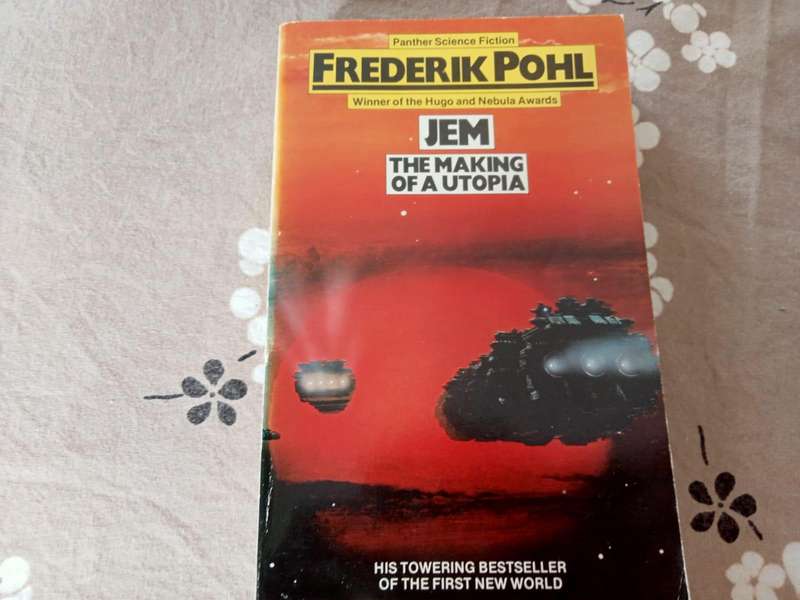 Panther Science Fiction
FREDERIK POHL
Winner of the Hugo and Nebula Awards
JEM
THE MAKING
OF A UTOPIA
HIS TOWERING BESTSELLER
OF THE FIRST NEW WORLD